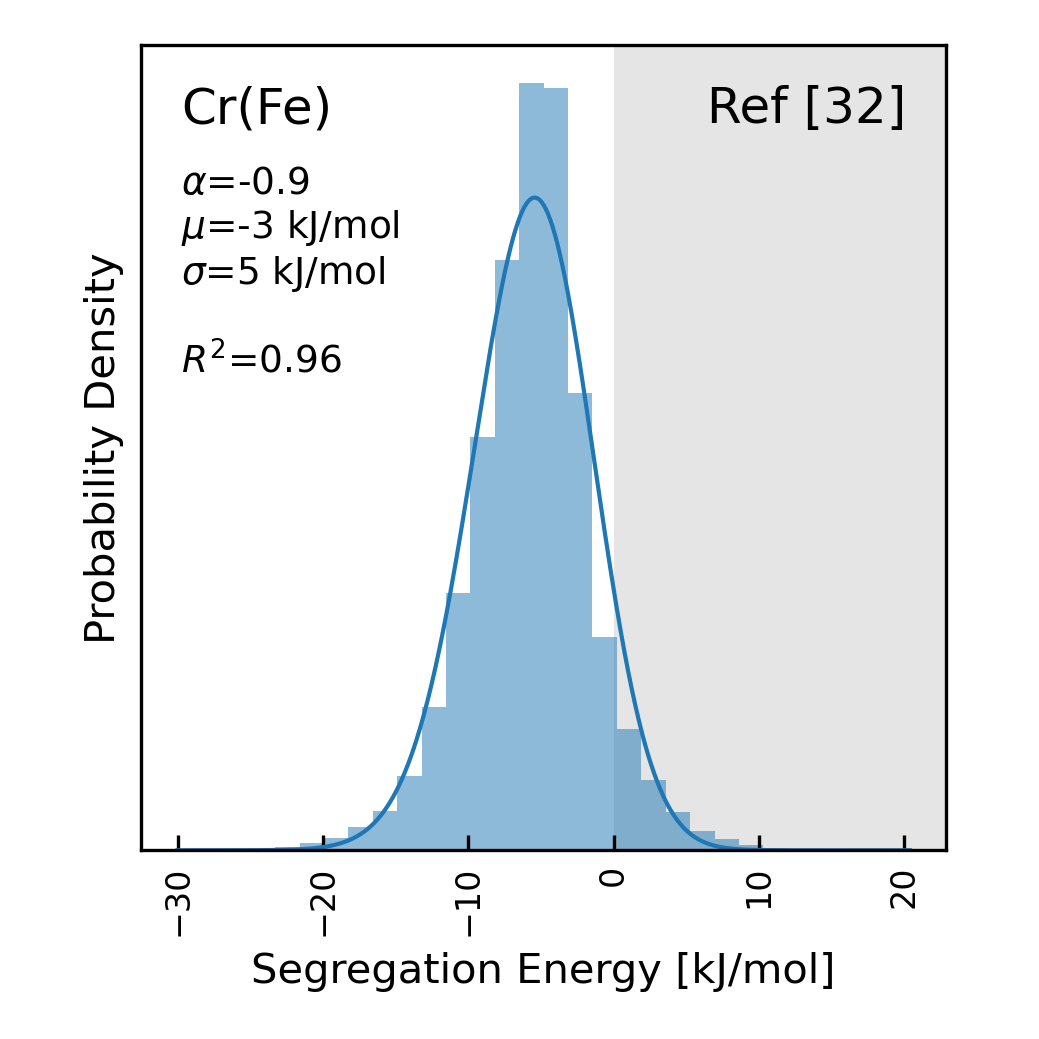 Cr(Fe)
Ref [32]
α=-0.9
μ=-3 kJ/mol
σ=5 kJ/mol
R²=0.96
Probability Density
−30
−20
−10
0
10
20
Segregation Energy [kJ/mol]